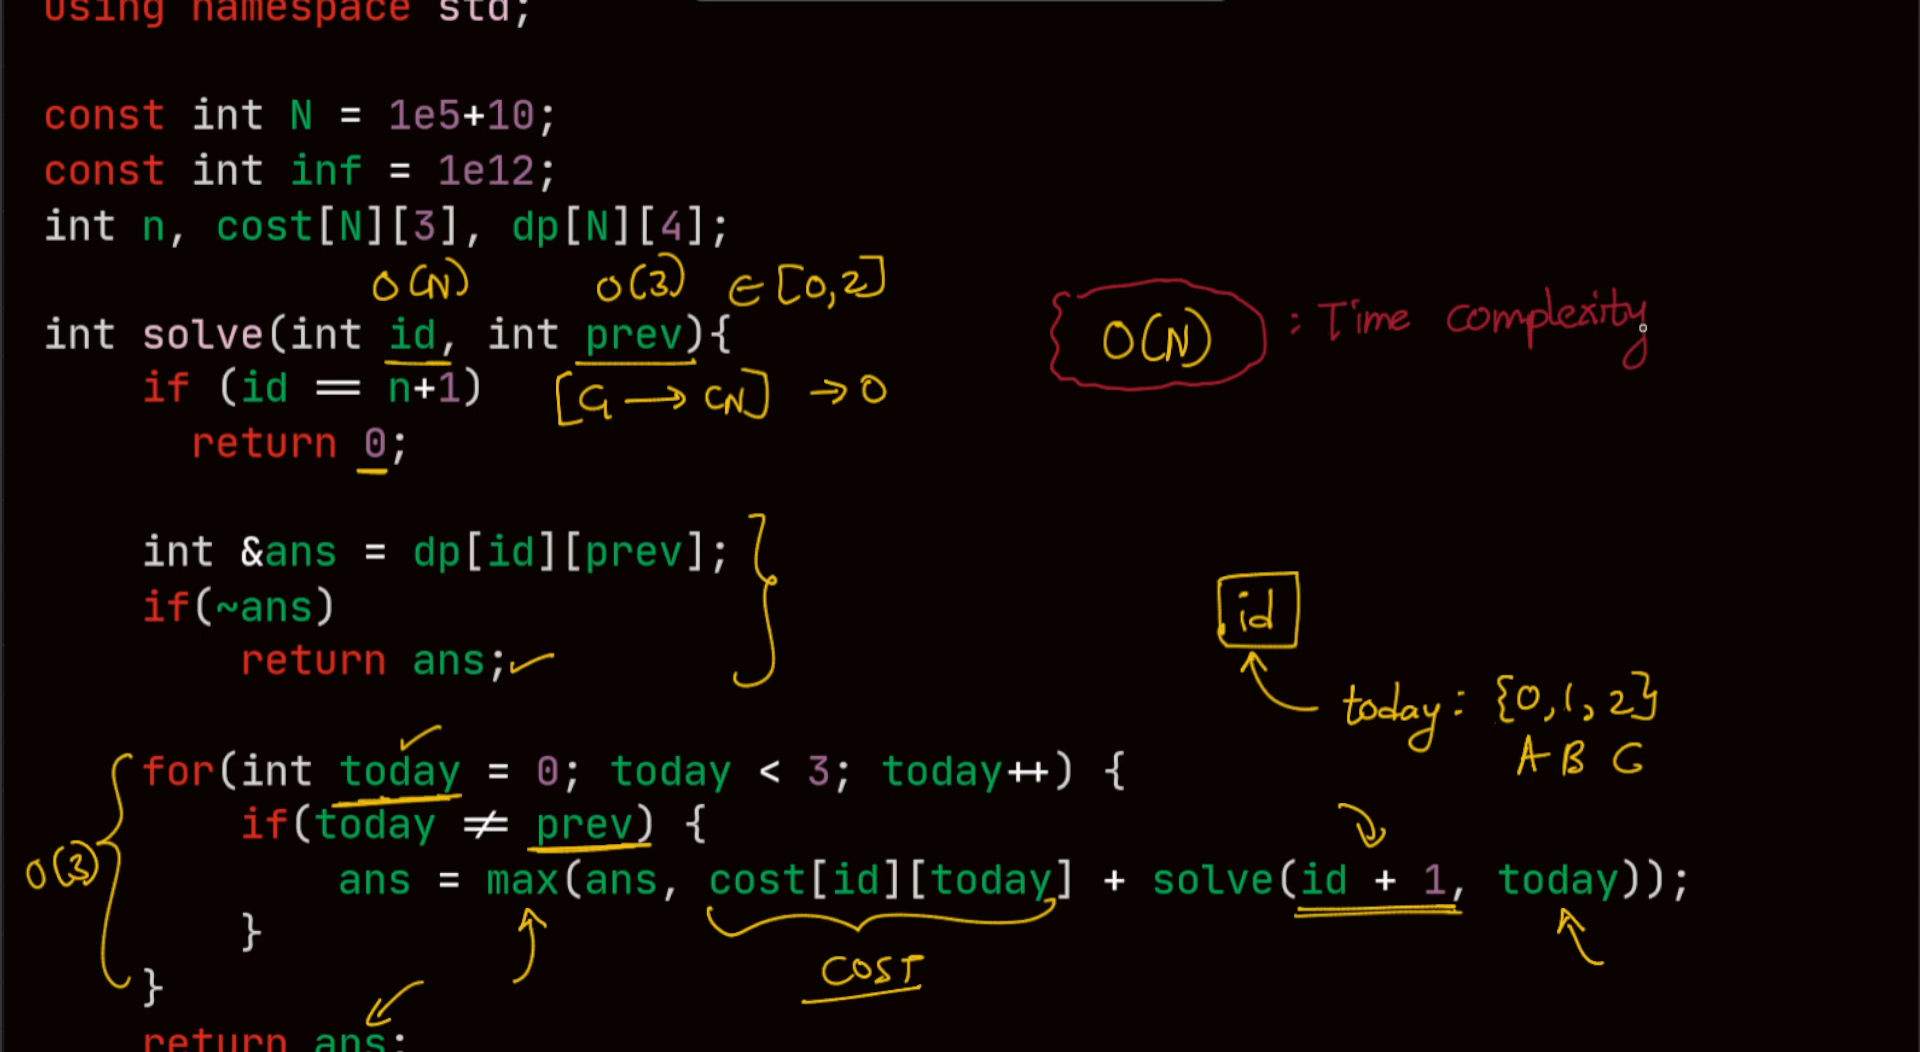 using namespace std;
const int N = 1e5+10;
const int inf = 1e12;
int n, cost[N][3], dp[N][4];
O(N) O(3) ∈ [0,2]
int solve(int id, int prev){
O(N) : Time complexity
if (id == n+1)
[G → CN] → 0
return 0;
int &ans = dp[id][prev];
if(~ans)
return ans;
id
today: {0,1,2}
A B C
for(int today = 0; today < 3; today++) {
if(today != prev) {
O(3)
ans = max(ans, cost[id][today] + solve(id + 1, today));
}
COST
}
return ans;